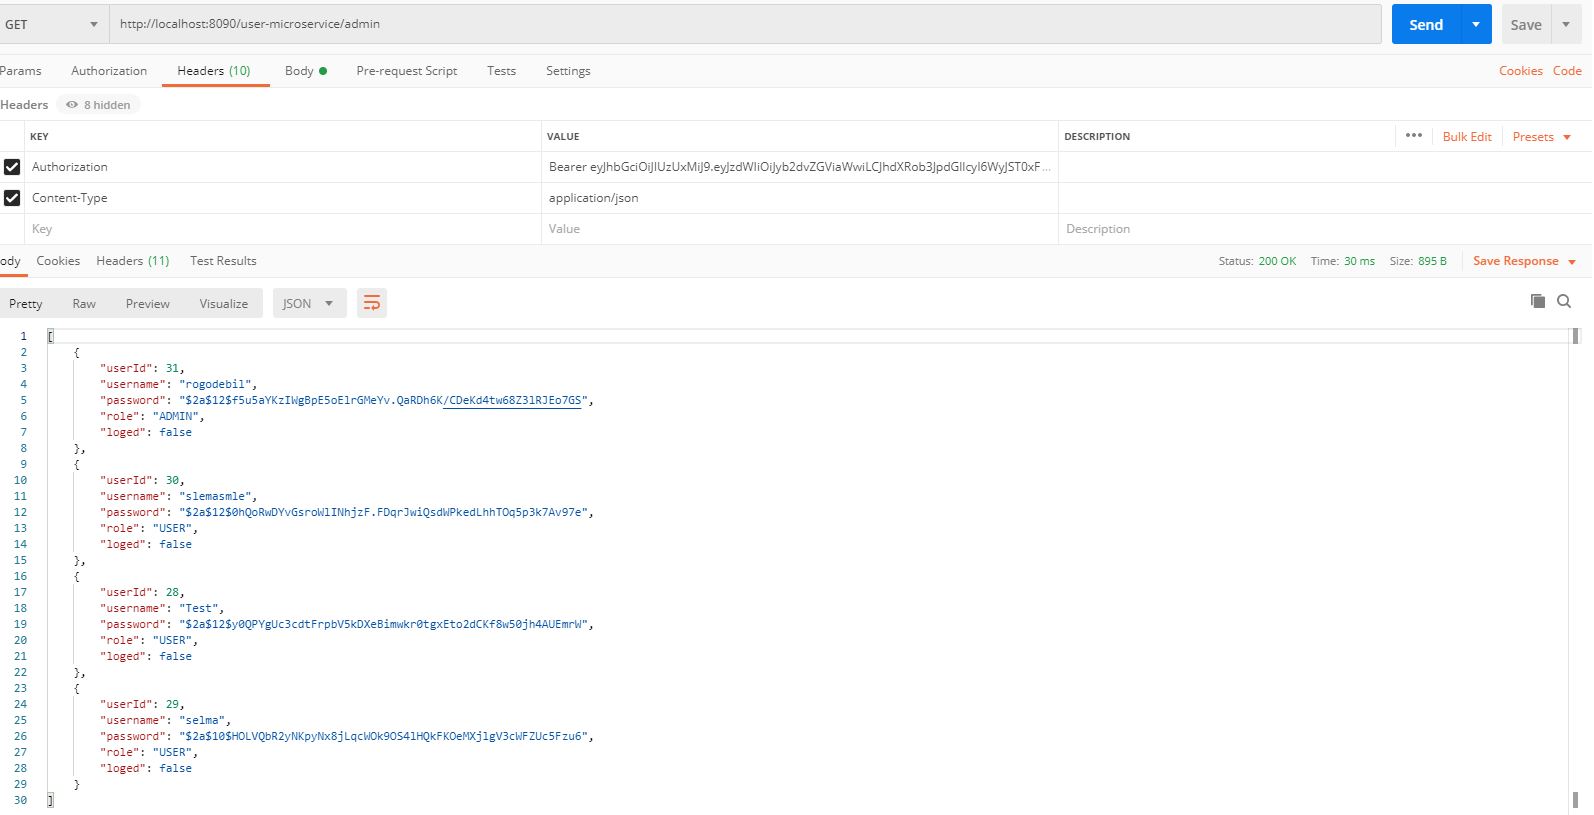 GET http://localhost:8090/user-microservice/admin Send Save
Params Authorization Headers (10) Body Pre-request Script Tests Settings Cookies Code
Headers 8 hidden
KEY VALUE DESCRIPTION ••• Bulk Edit Presets
Authorization Bearer eyJhbGciOiJIUzUxMiJ9.eyJzdWIiOiJyb2dvZGViaWwiLCJhdXRob3JpdGllcyI6WyJST0xF...
Content-Type application/json
Key Value Description
ody Cookies Headers (11) Test Results Status: 200 OK Time: 30 ms Size: 895 B Save Response
Pretty Raw Preview Visualize JSON
1 [
2 {
3 "userId": 31,
4 "username": "rogodebil",
5 "password": "$2a$12$f5u5aYKzIWgBpE5oElrGMeYv.QaRDh6K/CDeKd4tw68Z3lRJEo7GS",
6 "role": "ADMIN",
7 "loged": false
8 },
9 {
10 "userId": 30,
11 "username": "slemasmle",
12 "password": "$2a$12$0hQoRwDYvGsroWlINhjzF.FDqrJwiQsdWPkedLhhTOq5p3k7Av97e",
13 "role": "USER",
14 "loged": false
15 },
16 {
17 "userId": 28,
18 "username": "Test",
19 "password": "$2a$12$y0QPYgUc3cdtFrpbV5kDXeBimwkr0tgxEto2dCKf8w50jh4AUEmrW",
20 "role": "USER",
21 "loged": false
22 },
23 {
24 "userId": 29,
25 "username": "selma",
26 "password": "$2a$10$HOLVQbR2yNKpyNx8jLqcWOk9OS4lHQkFKOeMXjlgV3cWFZUc5Fzu6",
27 "role": "USER",
28 "loged": false
29 }
30 ]